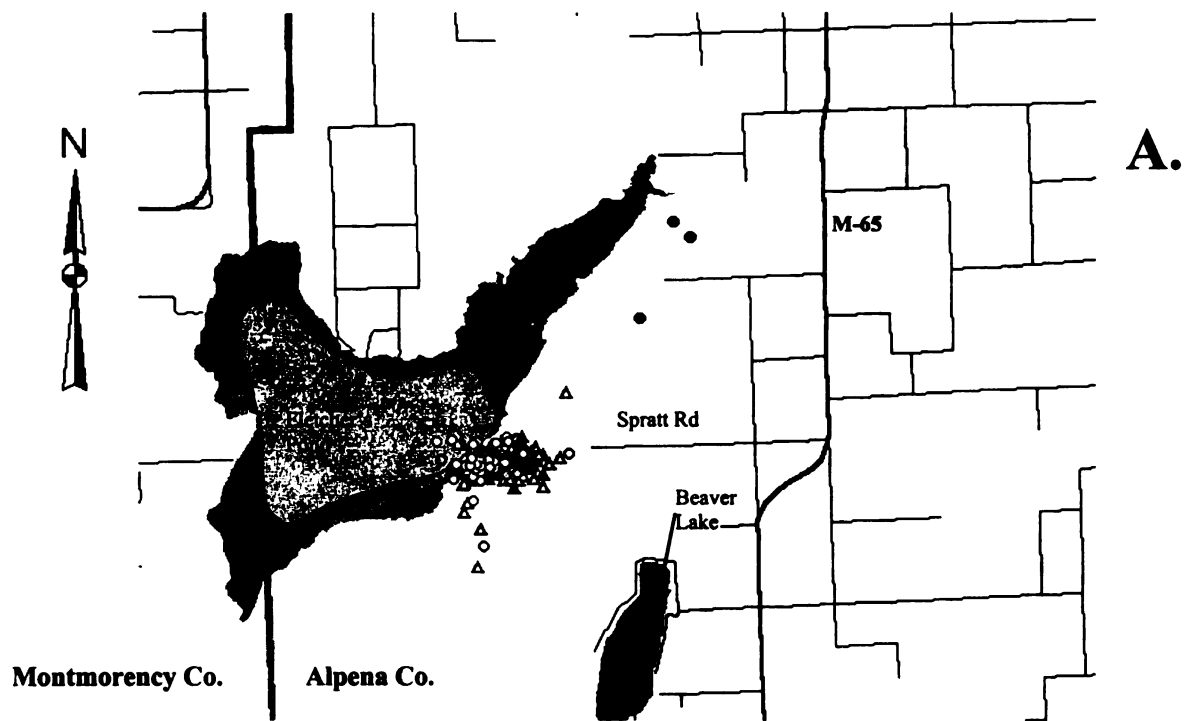 N
A.
M-65
Spratt Rd
Beaver
Lake
Montmorency Co.
Alpena Co.